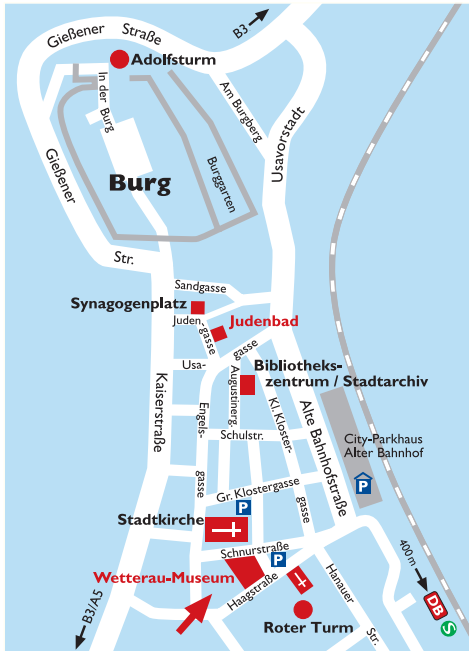 Gießener Straße
B3
Adolfsturm
In der Burg
Am Burgberg
Usavorstadt
Gießener
Burg
Burggarten
Str.
Sandgasse
Synagogenplatz
Juden-
gasse
Judenbad
Usa-
gasse
Bibliotheks-
zentrum / Stadtarchiv
Kaiserstraße
Augustinerg.
Engels-
gasse
Kl. Kloster-
gasse
Alte Bahnhofstraße
Schulstr.
City-Parkhaus
Alter Bahnhof
P
Gr. Klostergasse
P
Stadtkirche
Schnurstraße
P
Wetterau-Museum
Haagstraße
Hanauer
Str.
400 m
DB
S
B3/A5
Roter Turm